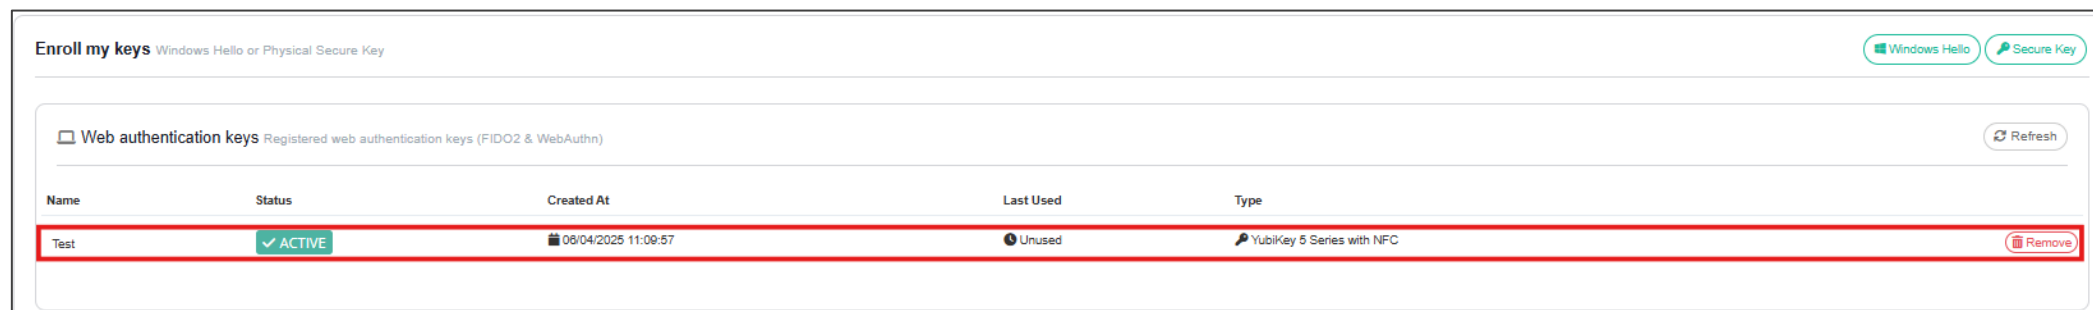 Enroll my keys Windows Hello or Physical Secure Key Windows Hello Secure Key
Web authentication keys Registered web authentication keys (FIDO2 & WebAuthn) Refresh
Name Status Created At Last Used Type
Test ACTIVE 06/04/2025 11:09:57 Unused YubiKey 5 Series with NFC Remove